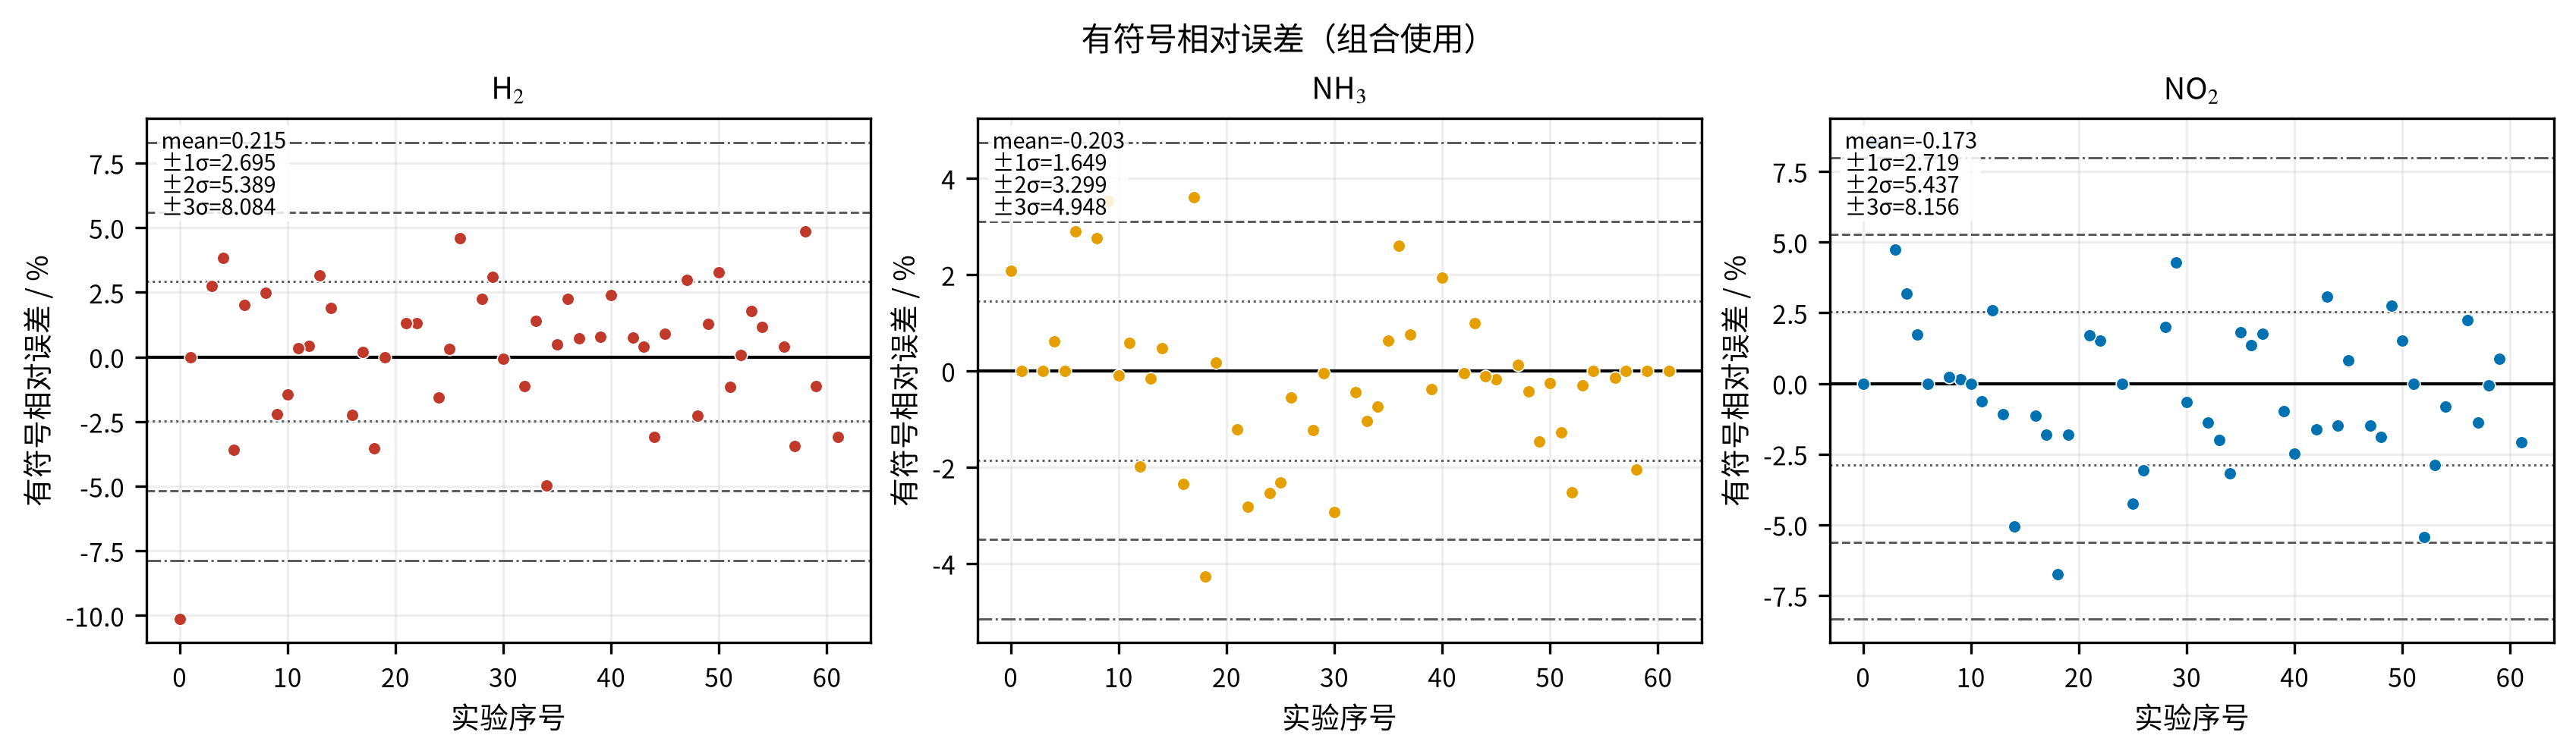 有符号相对误差（组合使用）
H₂
mean=0.215
±1σ=2.695
±2σ=5.389
±3σ=8.084
有符号相对误差 / %
7.5
5.0
2.5
0.0
-2.5
-5.0
-7.5
-10.0
0 10 20 30 40 50 60
实验序号
NH₃
mean=-0.203
±1σ=1.649
±2σ=3.299
±3σ=4.948
有符号相对误差 / %
4
2
0
-2
-4
0 10 20 30 40 50 60
实验序号
NO₂
mean=-0.173
±1σ=2.719
±2σ=5.437
±3σ=8.156
有符号相对误差 / %
7.5
5.0
2.5
0.0
-2.5
-5.0
-7.5
0 10 20 30 40 50 60
实验序号